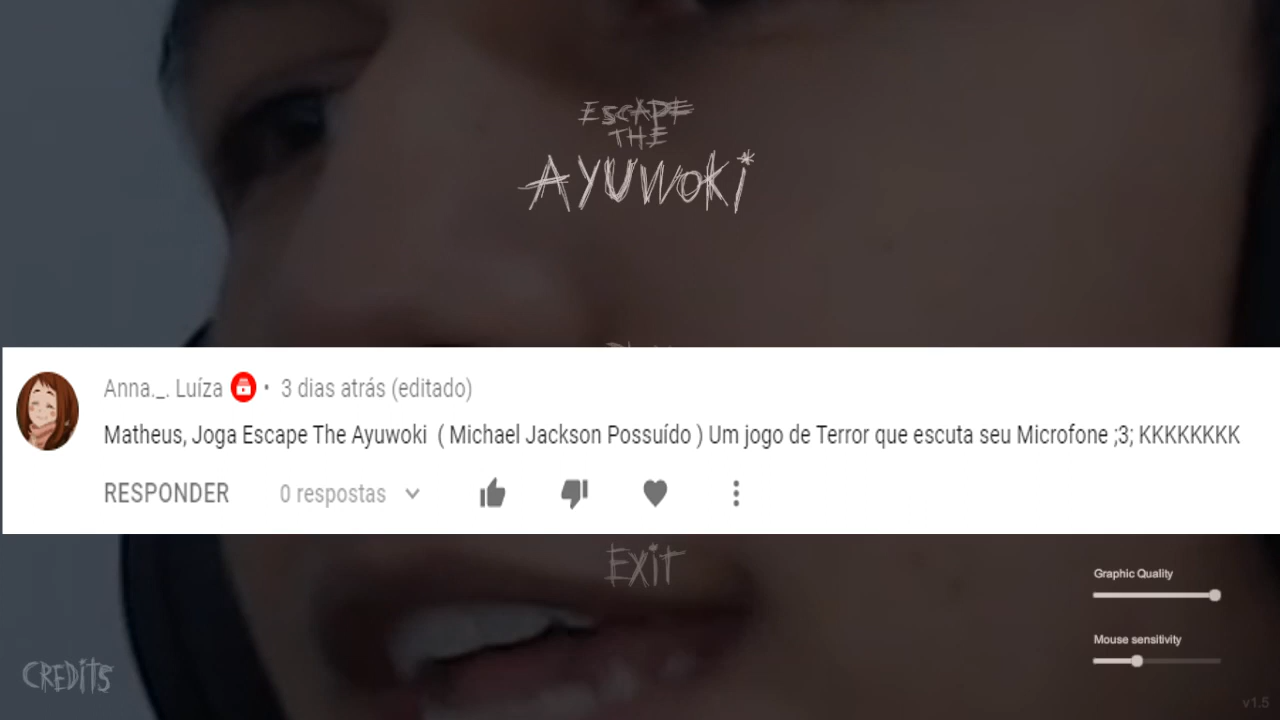 ESCAPE
THE
AYUWOKi
Anna._. Luíza • 3 dias atrás (editado)
Matheus, Joga Escape The Ayuwoki ( Michael Jackson Possuído ) Um jogo de Terror que escuta seu Microfone ;3; KKKKKKKK
RESPONDER 0 respostas
EXiT
Graphic Quality
Mouse sensitivity
CREDiTS
v1.5